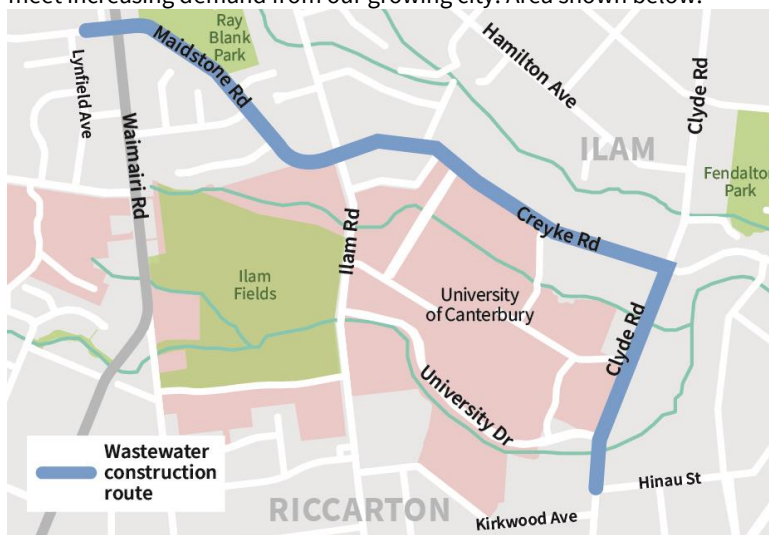 meet increasing demand from our growing city. Area shown below.
Ray
Blank
Park
Hamilton Ave
Clyde Rd
Lynfield Ave
Maidstone Rd
Waimairi Rd
ILAM
Fendalton
Park
Creyke Rd
Ilam Rd
Ilam
Fields
University
of Canterbury
Clyde Rd
University Dr
Wastewater
construction
route
Hinau St
RICCARTON
Kirkwood Ave